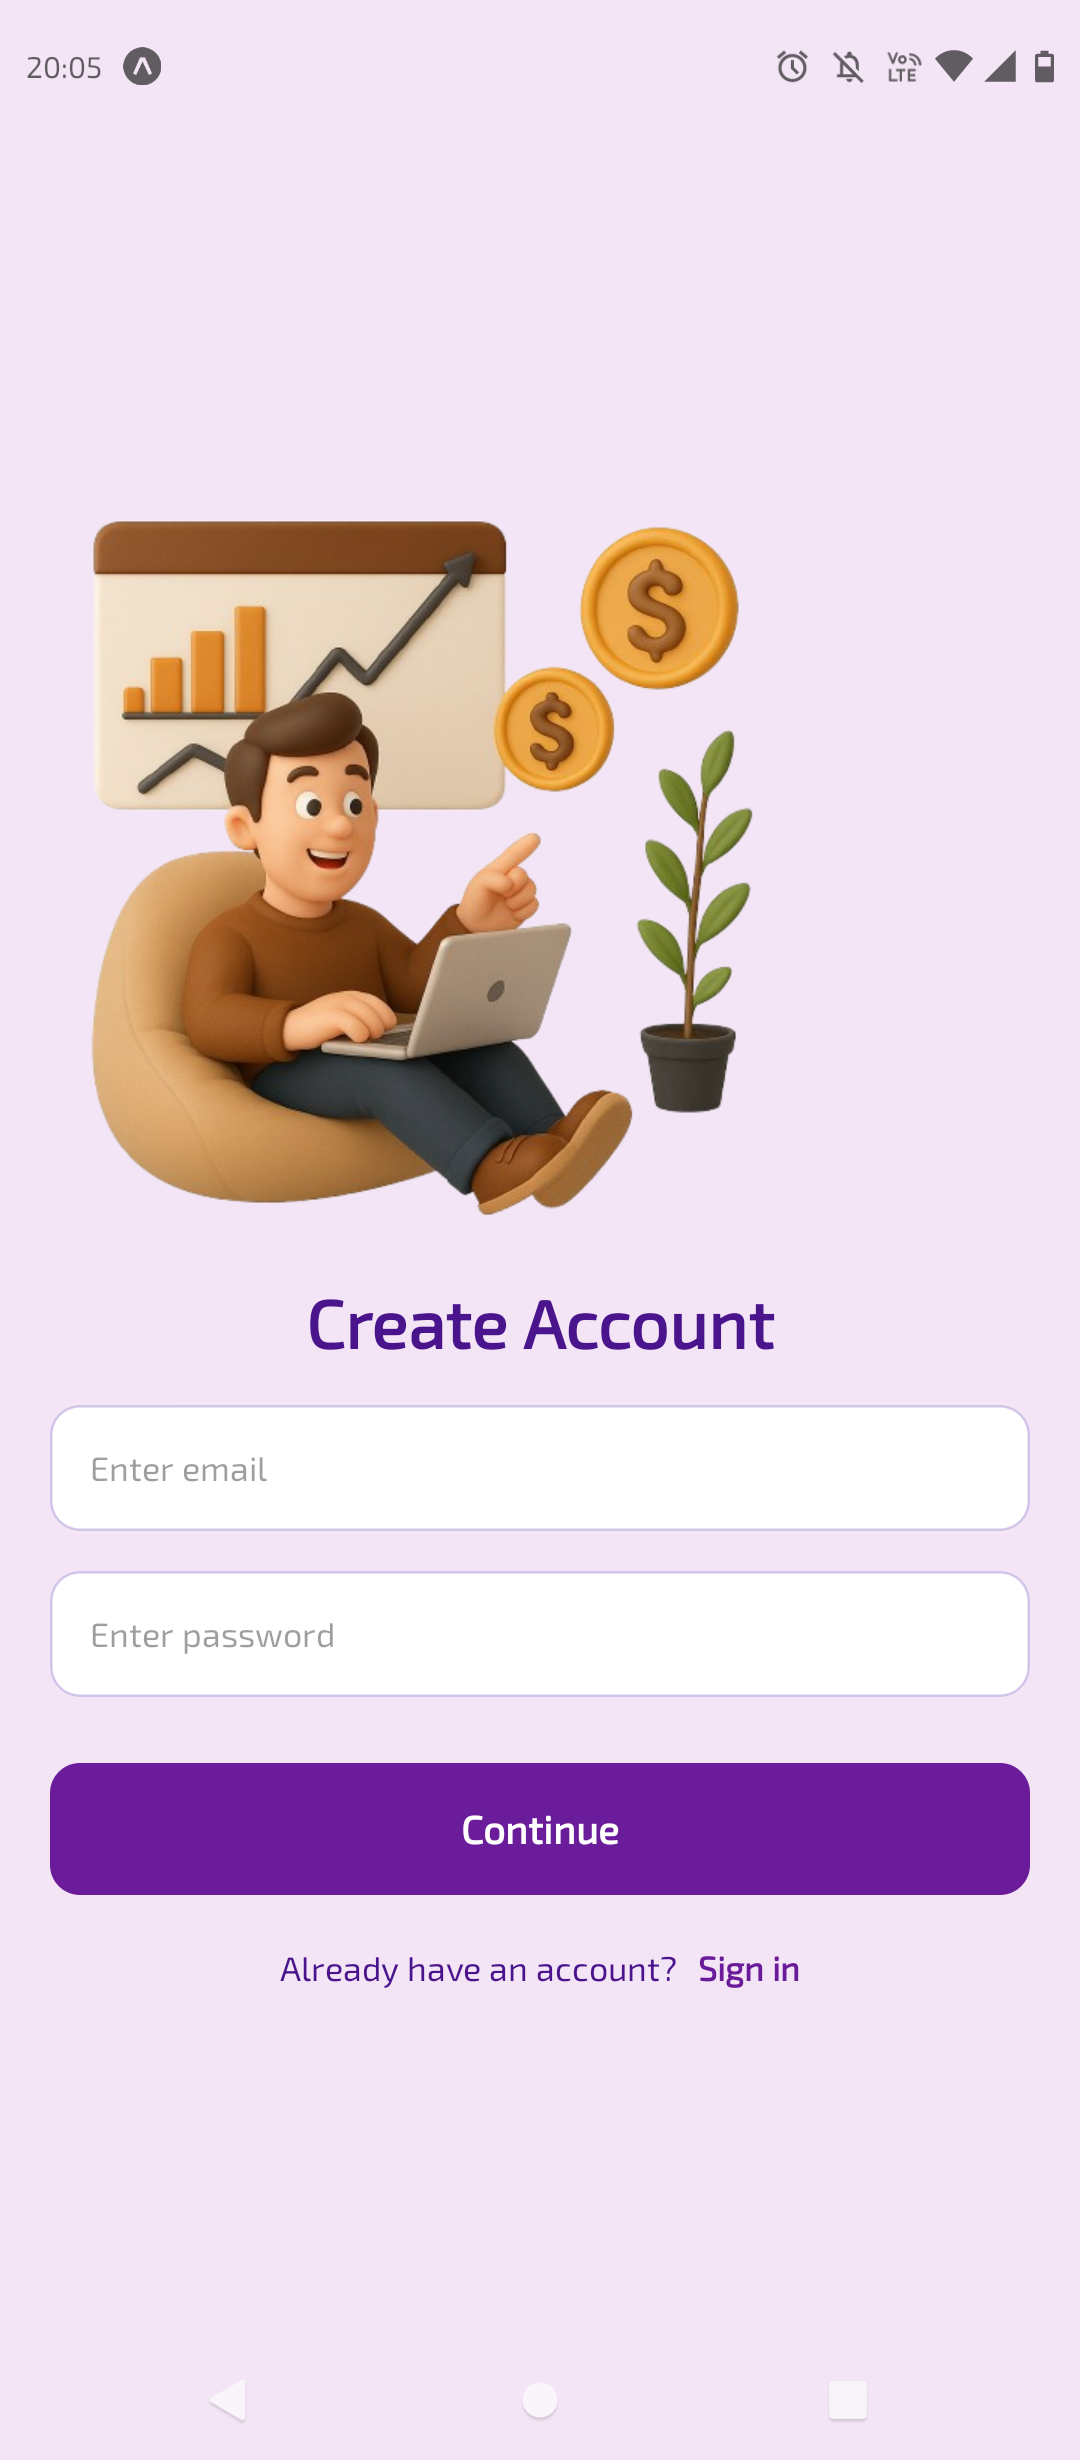 20:05
Vo LTE
$
$
Create Account
Enter email
Enter password
Continue
Already have an account? Sign in